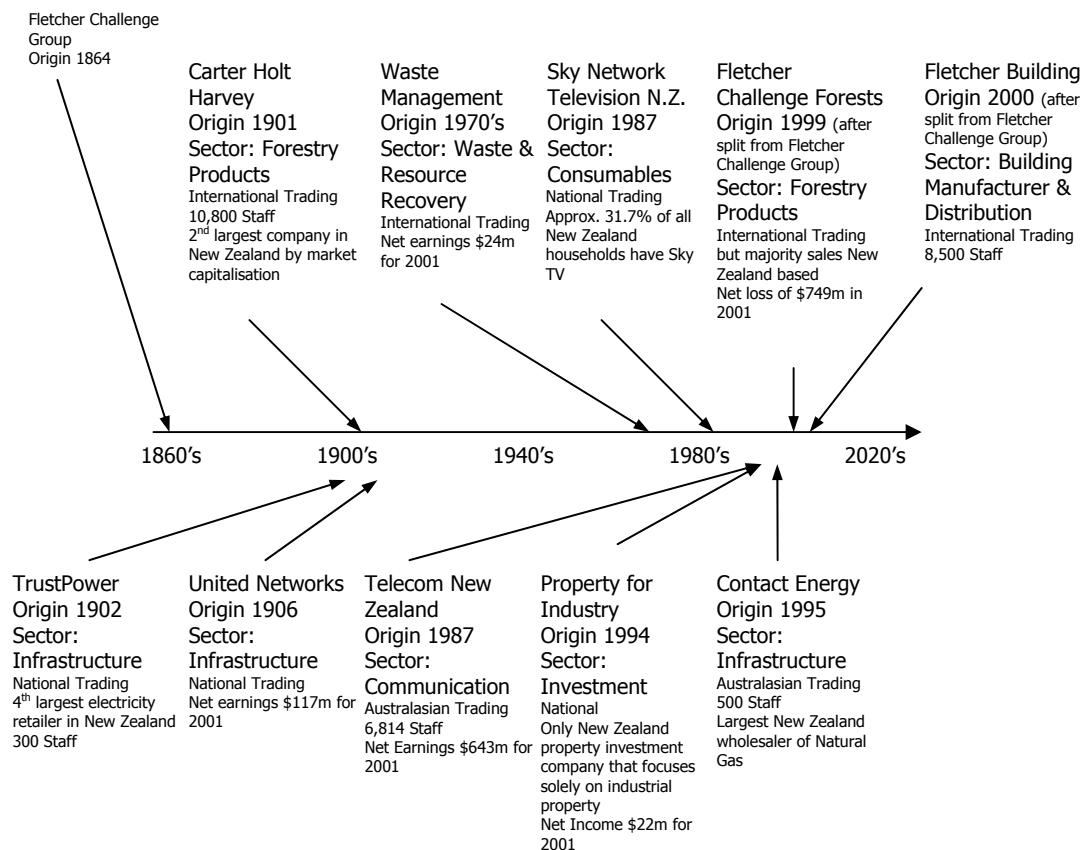 Fletcher Challenge
Group
Origin 1864
Carter Holt
Harvey
Origin 1901
Sector: Forestry
Products
International Trading
10,800 Staff
2nd largest company in
New Zealand by market
capitalisation
Waste
Management
Origin 1970's
Sector: Waste &
Resource
Recovery
International Trading
Net earnings $24m
for 2001
Sky Network
Television N.Z.
Origin 1987
Sector:
Consumables
National Trading
Approx. 31.7% of all
New Zealand
households have Sky
TV
Fletcher
Challenge Forests
Origin 1999 (after
split from Fletcher
Challenge Group)
Sector: Forestry
Products
International Trading
but majority sales New
Zealand based
Net loss of $749m in
2001
Fletcher Building
Origin 2000 (after
split from Fletcher
Challenge Group)
Sector: Building
Manufacturer &
Distribution
International Trading
8,500 Staff
1860's 1900's 1940's 1980's 2020's
TrustPower
Origin 1902
Sector:
Infrastructure
National Trading
4th largest electricity
retailer in New Zealand
300 Staff
United Networks
Origin 1906
Sector:
Infrastructure
National Trading
Net earnings $117m for
2001
Telecom New
Zealand
Origin 1987
Sector:
Communication
Australasian Trading
6,814 Staff
Net Earnings $643m for
2001
Property for
Industry
Origin 1994
Sector:
Investment
National
Only New Zealand
property investment
company that focuses
solely on industrial
property
Net Income $22m for
2001
Contact Energy
Origin 1995
Sector:
Infrastructure
Australasian Trading
500 Staff
Largest New Zealand
wholesaler of Natural
Gas